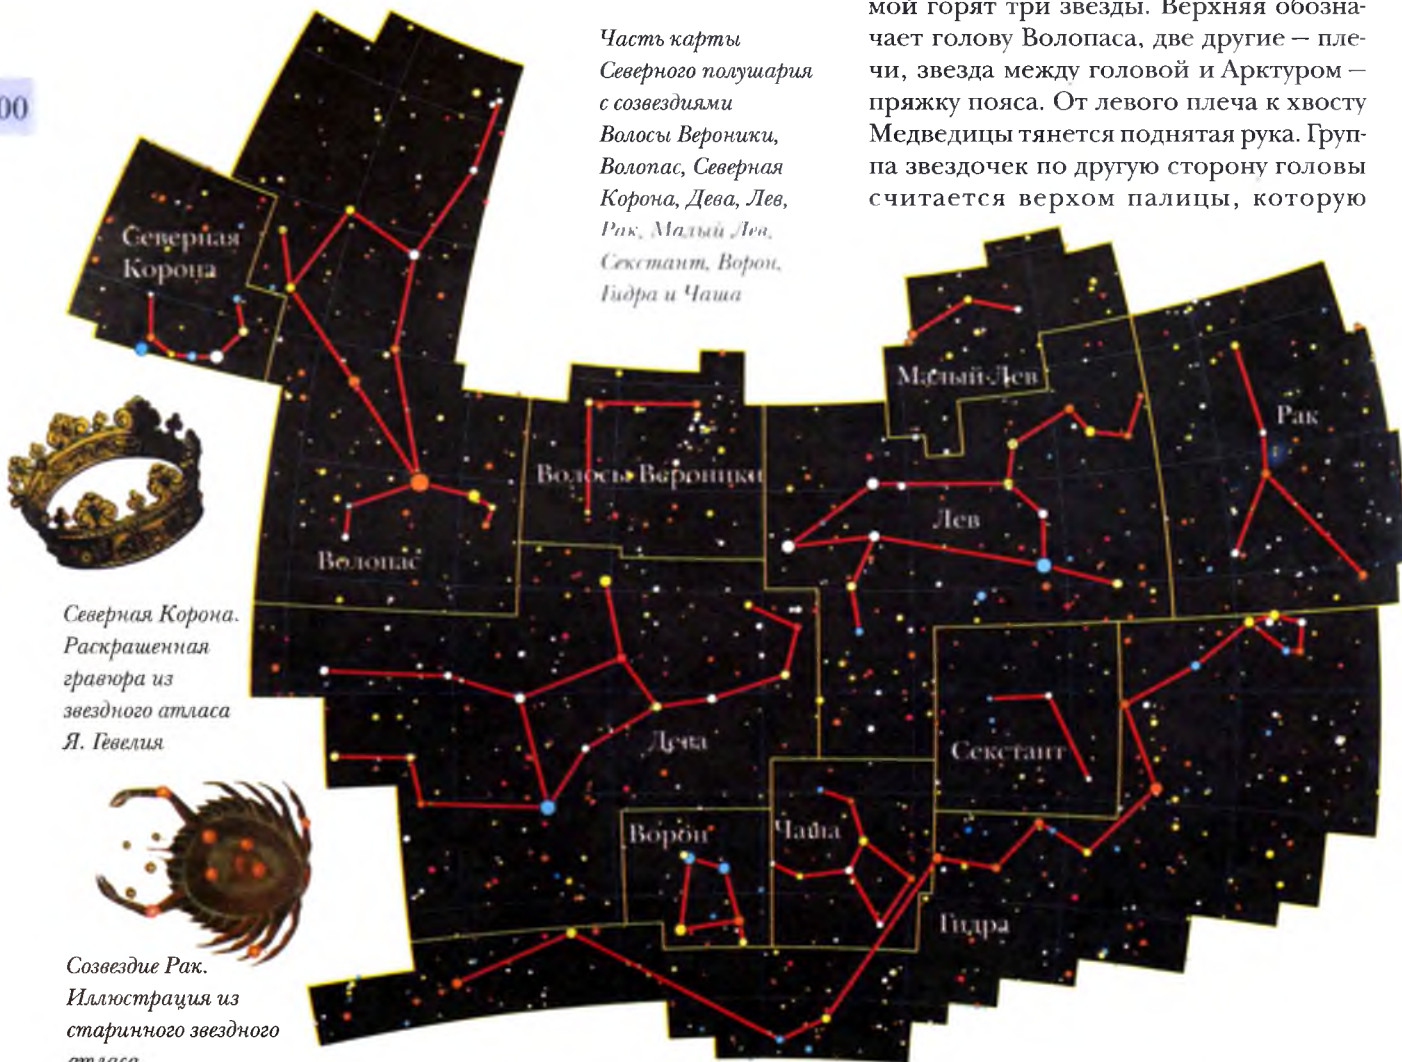 00
Часть карты
Северного полушария
с созвездиями
Волосы Вероники,
Волопас, Северная
Корона, Дева, Лев,
Рак, Малый Лев,
Секстант, Ворон,
Гидра и Чаша
мой горят три звезды. Верхняя обозна-
чает голову Волопаса, две другие – пле-
чи, звезда между головой и Арктуром –
пряжку пояса. От левого плеча к хвосту
Медведицы тянется поднятая рука. Груп-
па звездочек по другую сторону головы
считается верхом палицы, которую
Северная
Корона
Малый Лев
Рак
Волосы Вероники
Лев
Волопас
Дева
Секстант
Ворон
Чаша
Гидра
Северная Корона.
Раскрашенная
гравюра из
звездного атласа
Я. Гевелия
Созвездие Рак.
Иллюстрация из
старинного звездного
атласа